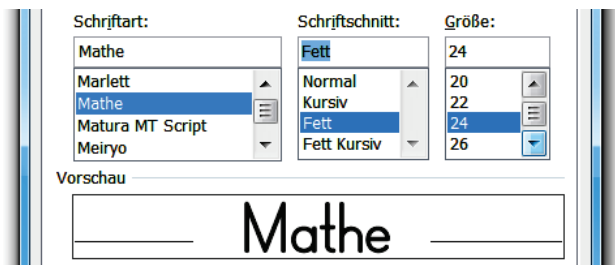 Schriftart: Schriftschnitt: Größe:
Mathe Fett 24
Marlett Normal 20
Mathe Kursiv 22
Matura MT Script Fett 24
Meiryo Fett Kursiv 26
Vorschau
Mathe